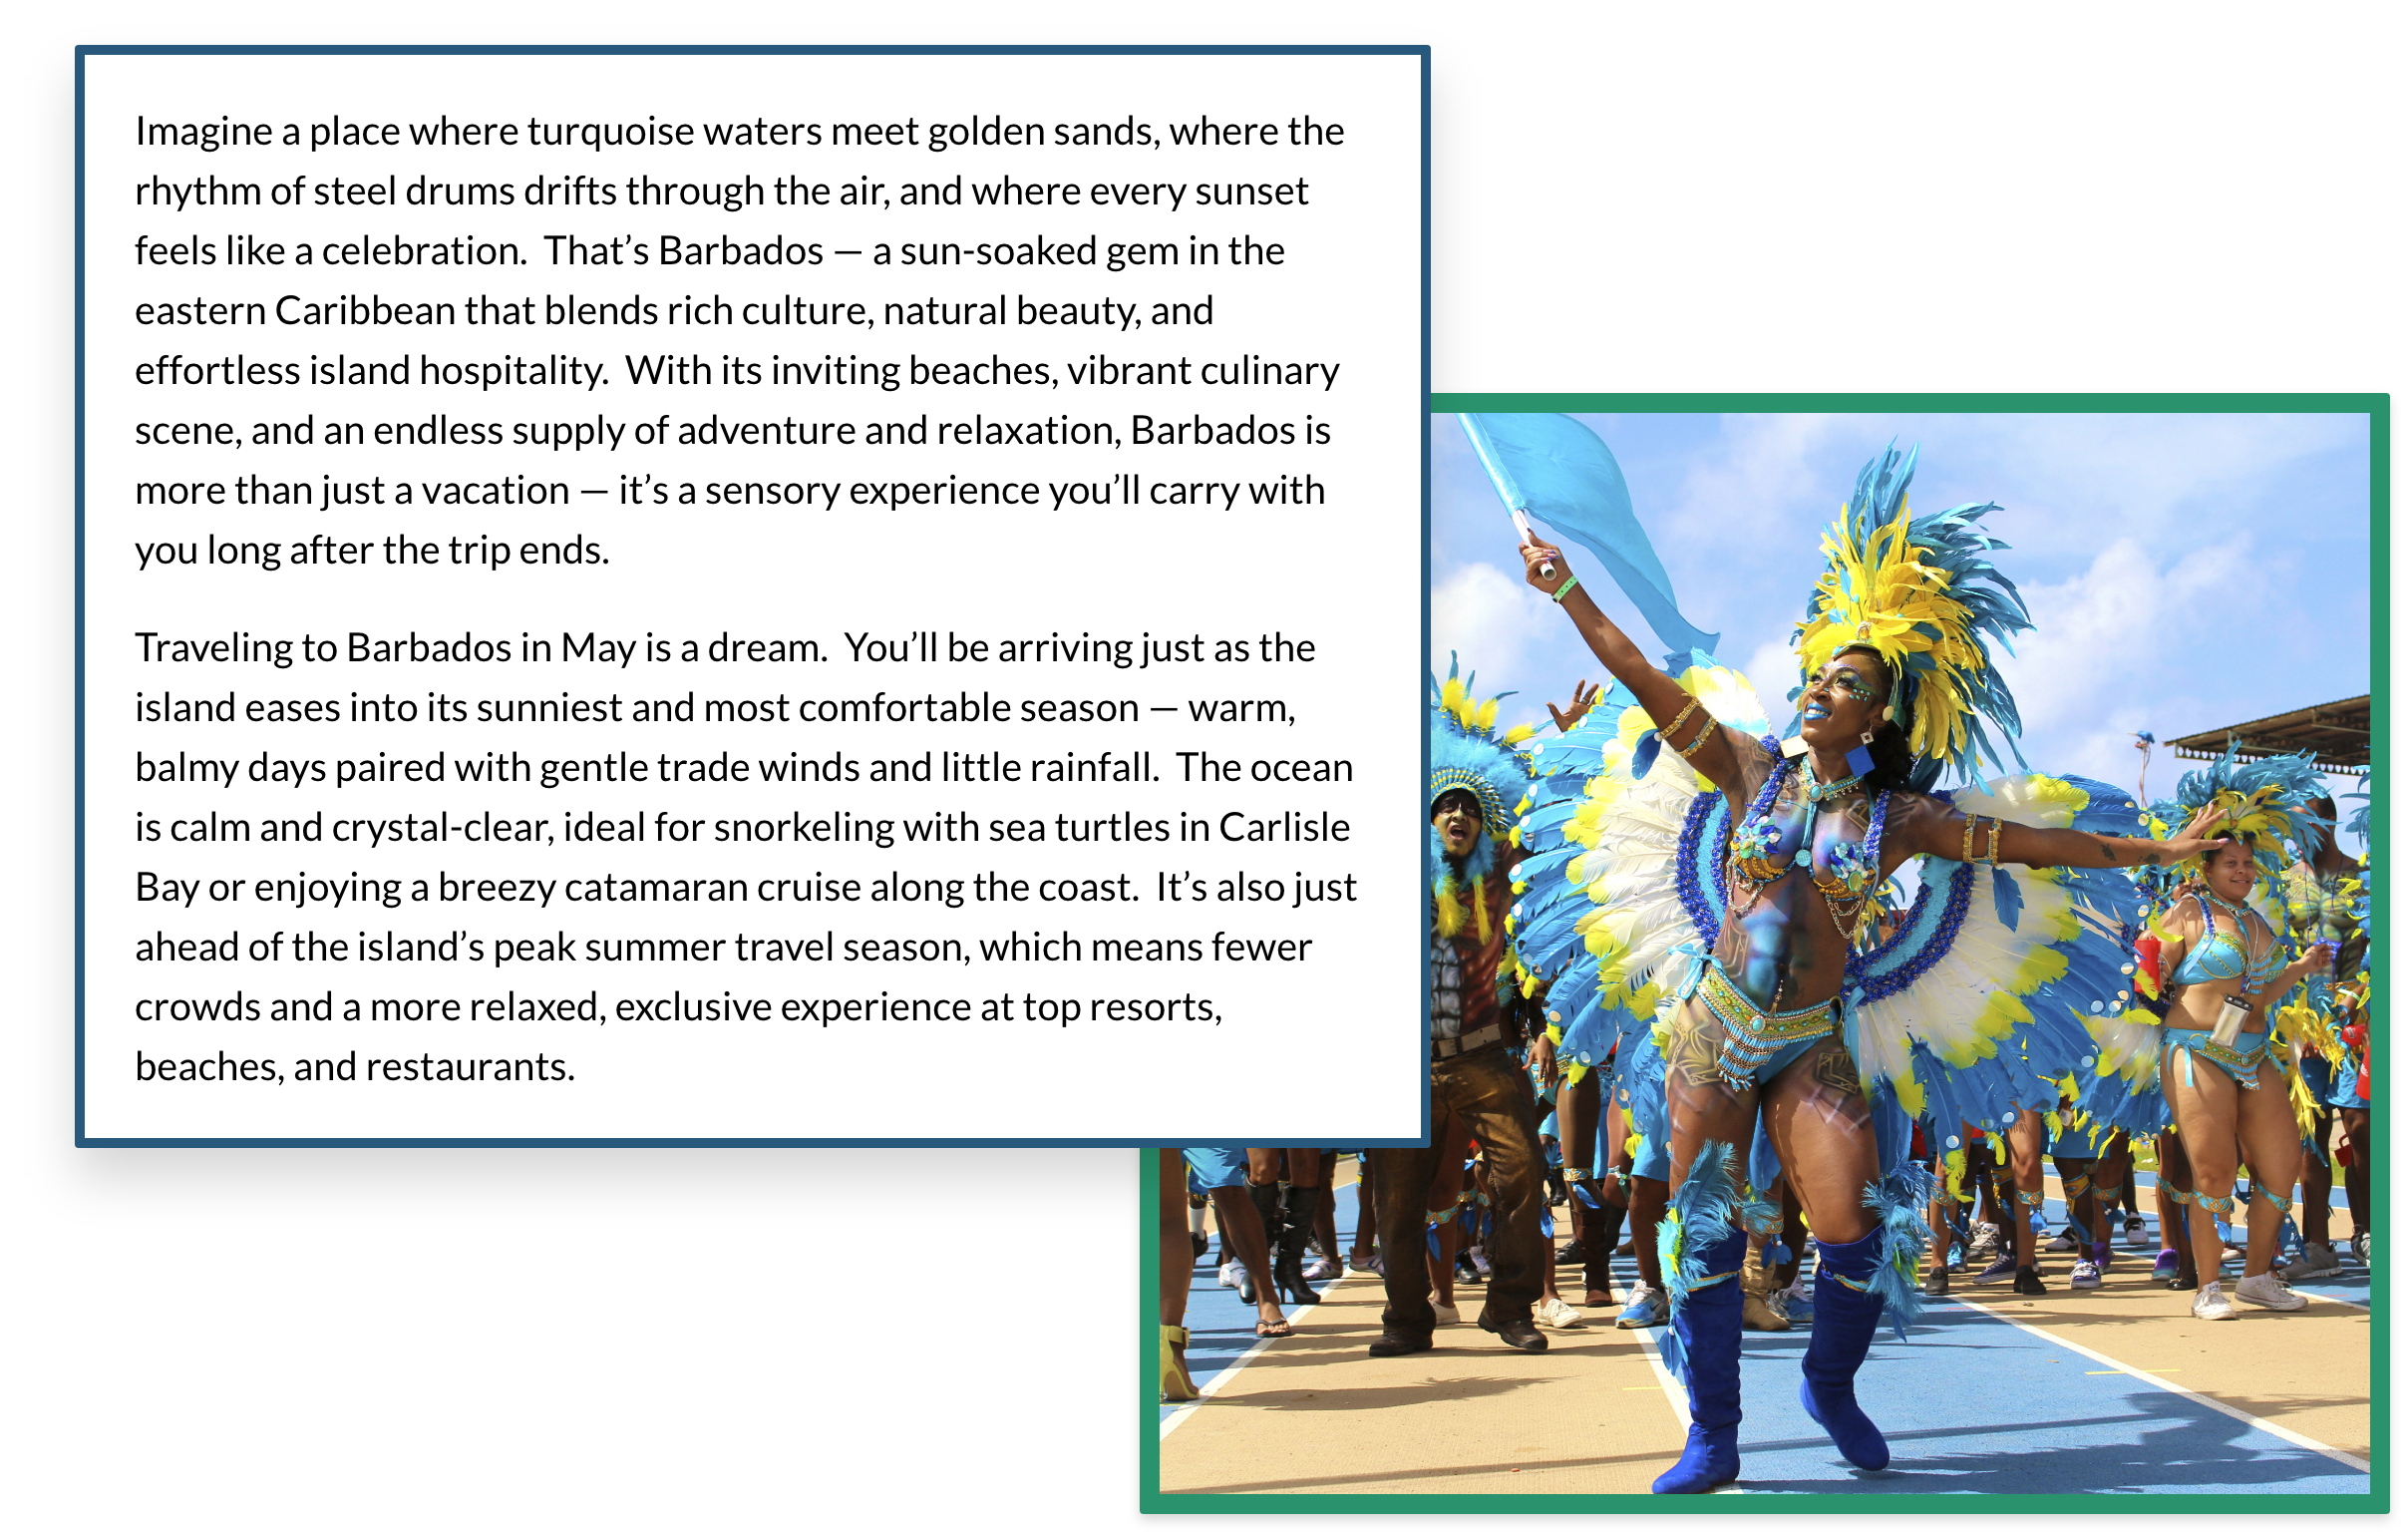 Imagine a place where turquoise waters meet golden sands, where the
rhythm of steel drums drifts through the air, and where every sunset
feels like a celebration.  That’s Barbados — a sun-soaked gem in the
eastern Caribbean that blends rich culture, natural beauty, and
effortless island hospitality.  With its inviting beaches, vibrant culinary
scene, and an endless supply of adventure and relaxation, Barbados is
more than just a vacation — it’s a sensory experience you’ll carry with
you long after the trip ends.
Traveling to Barbados in May is a dream.  You’ll be arriving just as the
island eases into its sunniest and most comfortable season — warm,
balmy days paired with gentle trade winds and little rainfall.  The ocean
is calm and crystal-clear, ideal for snorkeling with sea turtles in Carlisle
Bay or enjoying a breezy catamaran cruise along the coast.  It’s also just
ahead of the island’s peak summer travel season, which means fewer
crowds and a more relaxed, exclusive experience at top resorts,
beaches, and restaurants.